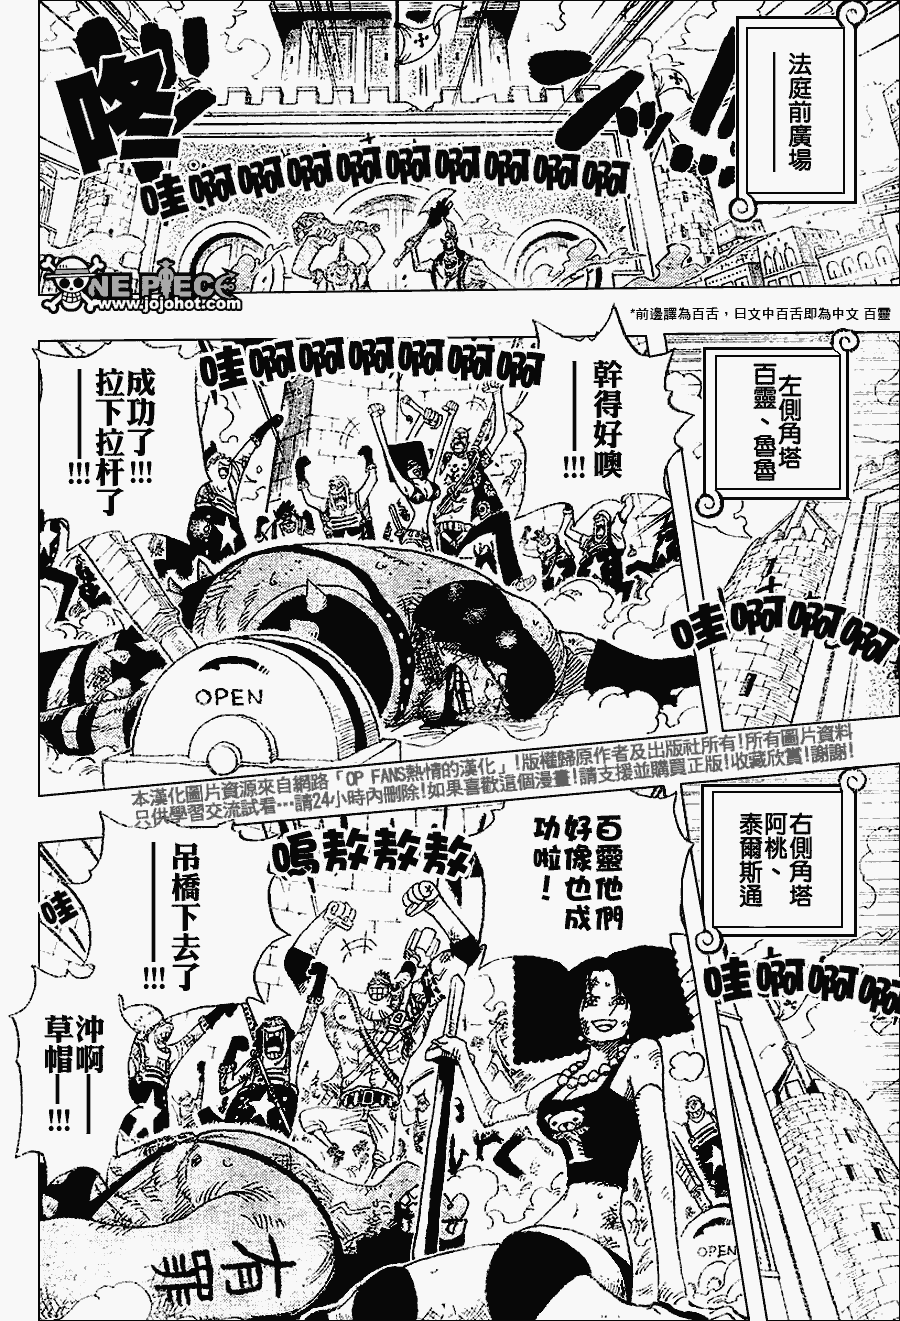 法庭前廣場——
咚
ッ!!
哇啊啊啊啊啊啊啊啊啊
ONE PIECE
www.jojohot.com
*前邊譯為百舌，日文中百舌即為中文 百靈
左側角塔
百靈、魯魯
幹得好噢——!!!
哇啊啊啊啊啊啊
成功了!!!
拉下拉杆了——!!!
哇啊啊啊
OPEN
本漢化圖片資源來自網路「OP FANS熱情的漢化」!版權歸原作者及出版社所有!所有圖片資料
只供學習交流試看…請24小時內刪除!如果喜歡這個漫畫!請支援並購買正版!收藏欣賞!謝謝!
右側角塔
阿桃、
泰爾斯通
百靈他們
好像也成
功啦！
嗚敖敖敖
吊橋下去了——!!!
哇
哇啊啊啊
沖啊——
草帽——!!!
OPEN
有罪